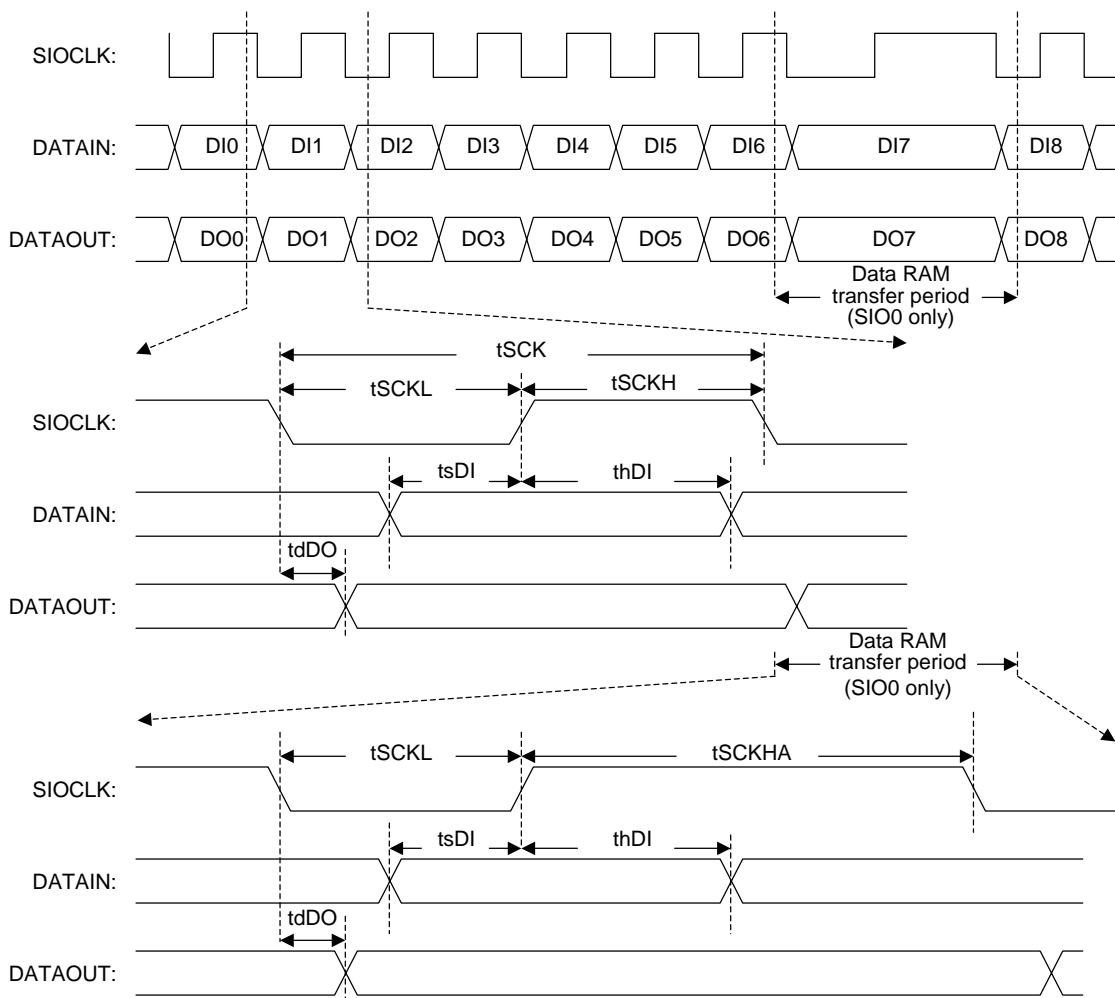 SIOCLK:
DATAIN: DI0 DI1 DI2 DI3 DI4 DI5 DI6 DI7 DI8
DATAOUT: DO0 DO1 DO2 DO3 DO4 DO5 DO6 DO7 DO8
Data RAM
transfer period
(SIO0 only)
tSCK
tSCKL tSCKH
SIOCLK:
tsDI thDI
DATAIN:
tdDO
DATAOUT:
Data RAM
transfer period
(SIO0 only)
tSCKL tSCKHA
SIOCLK:
tsDI thDI
DATAIN:
tdDO
DATAOUT: